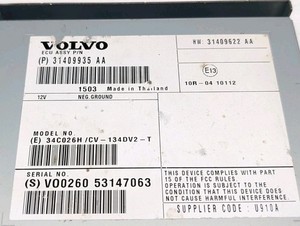 VOLVO
ECU ASSY P/N
(P) 31409935 AA
HW: 31409622 AA
E13
10R-04 10112
1503 Made in Thailand
12V NEG.GROUND
MODEL NO.
(E) 34C026H/CV-134DV2-T
SERIAL NO.
(S) VO0260 53147063
THIS DEVICE COMPLIES WITH PART
15 OF THE FCC RULES.
OPERATION IS SUBJECT TO THE
CONDITION THAT THIS DEVICE DOES
NOT CAUSE HARMFUL INTERFERENCE.
SUPPLIER CODE: U910A